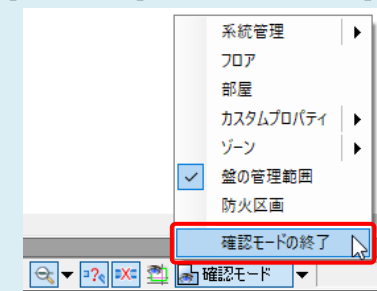 系統管理
フロア
部屋
カスタムプロパティ
ゾーン
盤の管理範囲
防火区画
確認モードの終了
確認モード